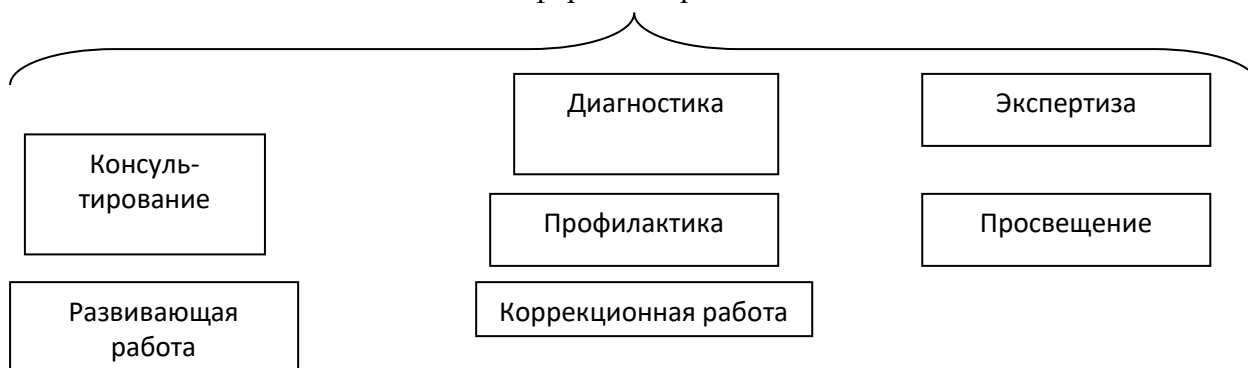 Диагностика
Экспертиза
Консуль-
тирование
Профилактика
Просвещение
Развивающая
работа
Коррекционная работа